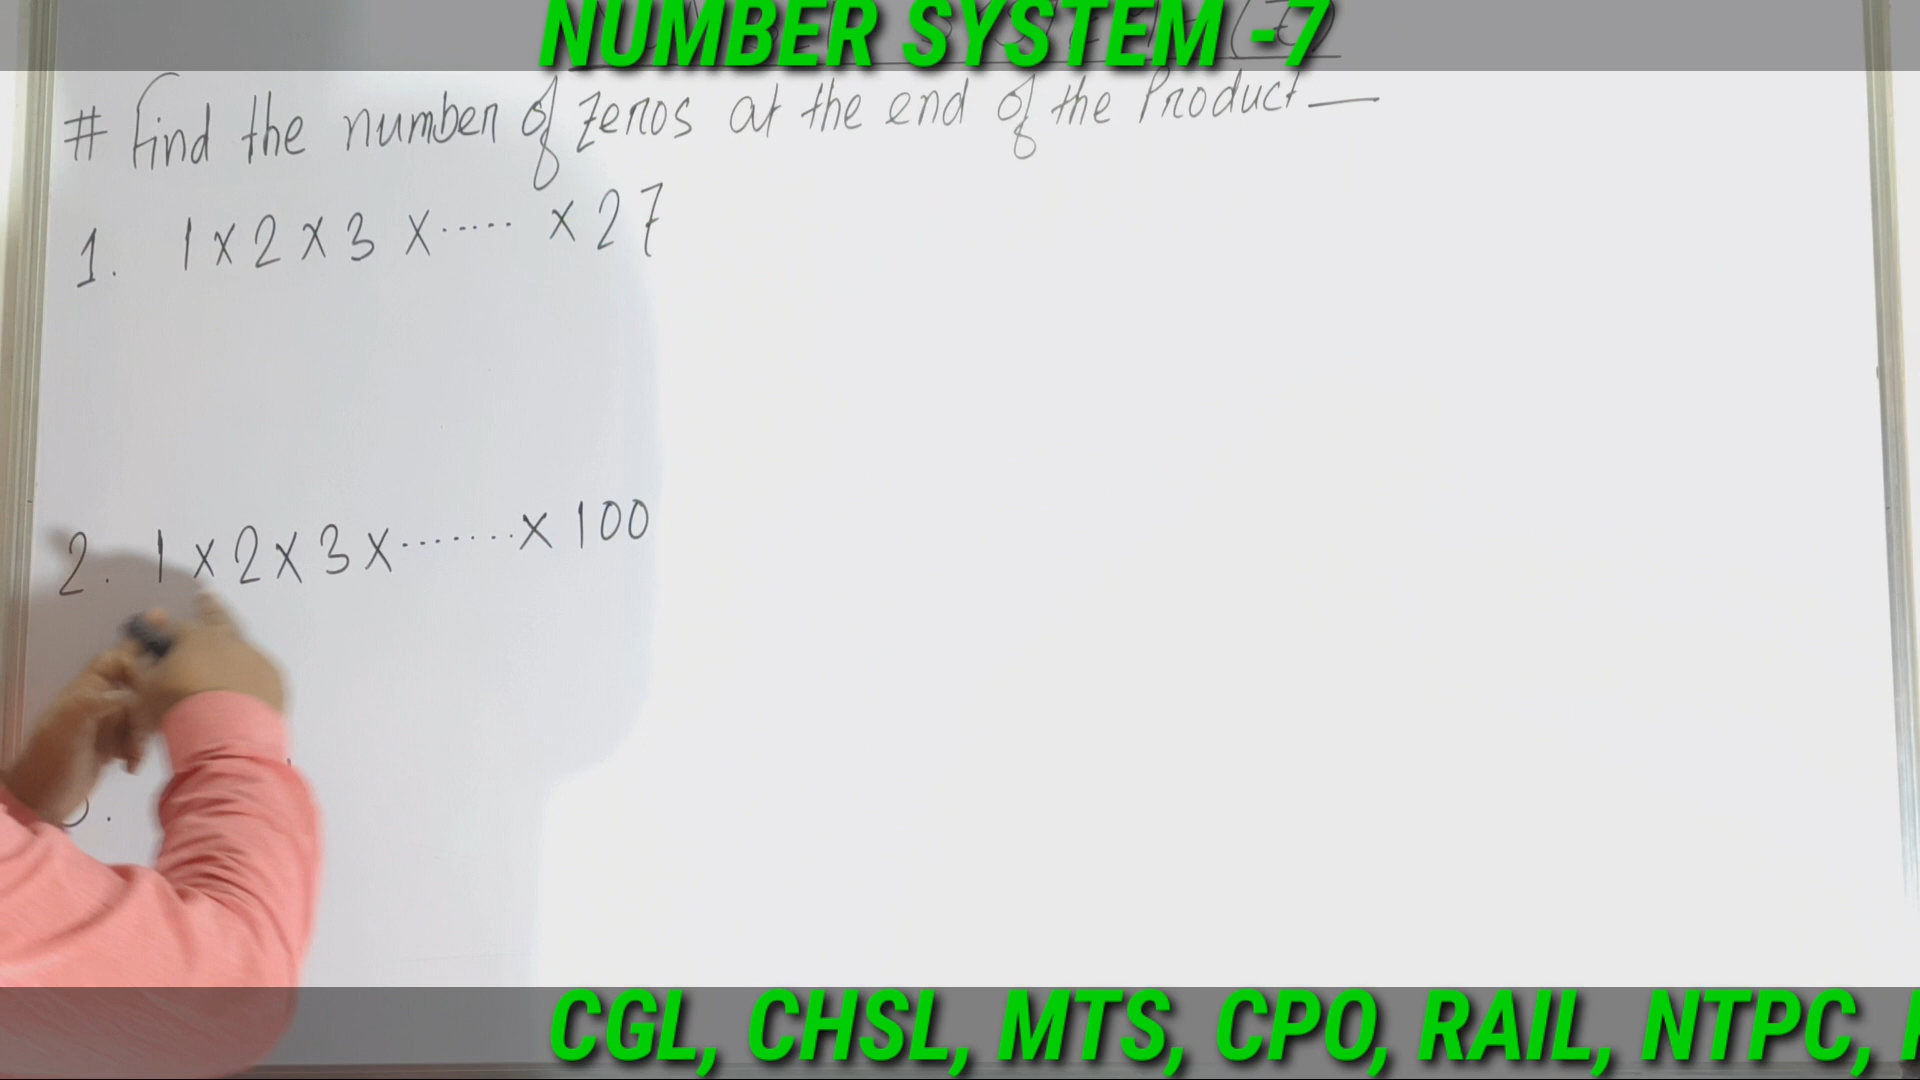 NUMBER SYSTEM -7
# Find the number of zeros at the end of the Product —
1. 1 x 2 x 3 x ..... x 27
2. 1 x 2 x 3 x ....... x 100
CGL, CHSL, MTS, CPO, RAIL, NTPC,